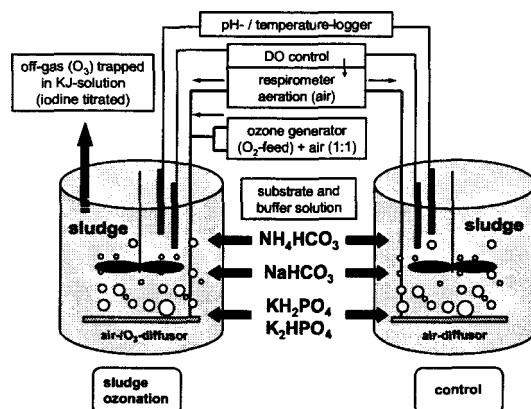 pH- / temperature-logger
DO control
respirometer
aeration (air)
off-gas (O3) trapped
in KJ-solution
(iodine titrated)
ozone generator
(O2-feed) + air (1:1)
substrate and
buffer solution
sludge
sludge
NH4HCO3
NaHCO3
KH2PO4
K2HPO4
air-/O2-diffusor
air-diffusor
sludge
ozonation
control